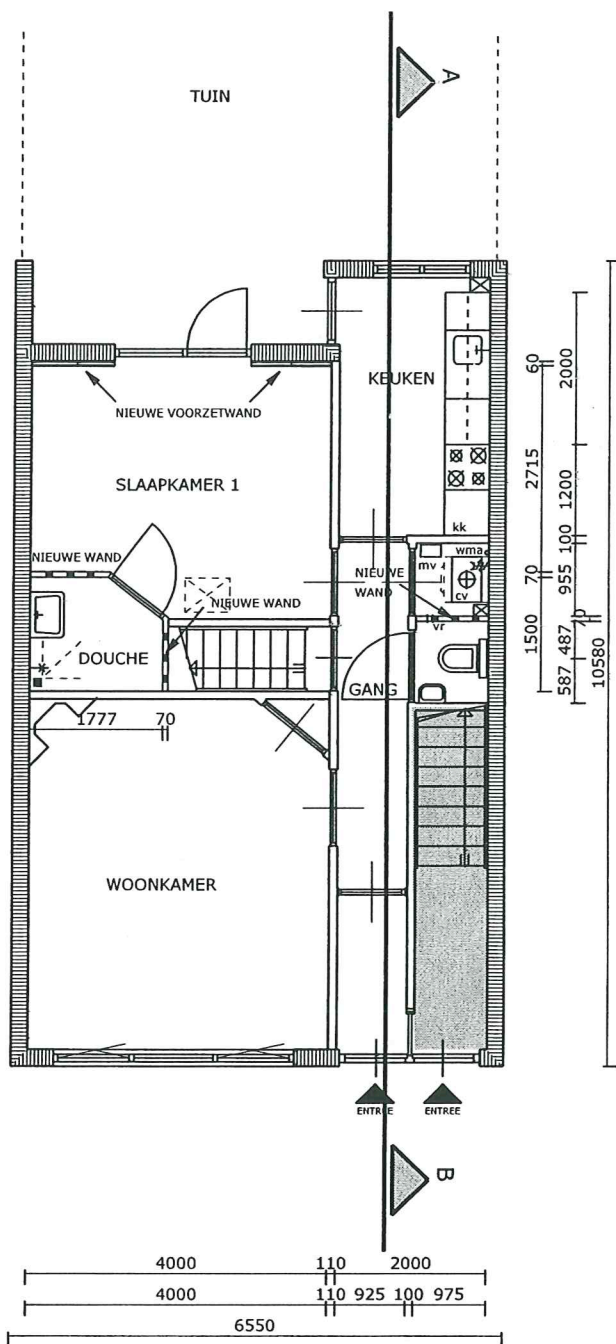 A
TUIN
KEUKEN
NIEUWE VOORZETWAND
SLAAPKAMER 1
kk
NIEUWE WAND
mv
wma
NIEUWE
WAND
cv
NIEUWE WAND
vr
DOUCHE
GANG
1777
70
WOONKAMER
60
2715
70
1500
2000
1200
100
955
70
487
587
10580
ENTREE
ENTREE
B
4000
110
2000
4000
110
925
100
975
6550